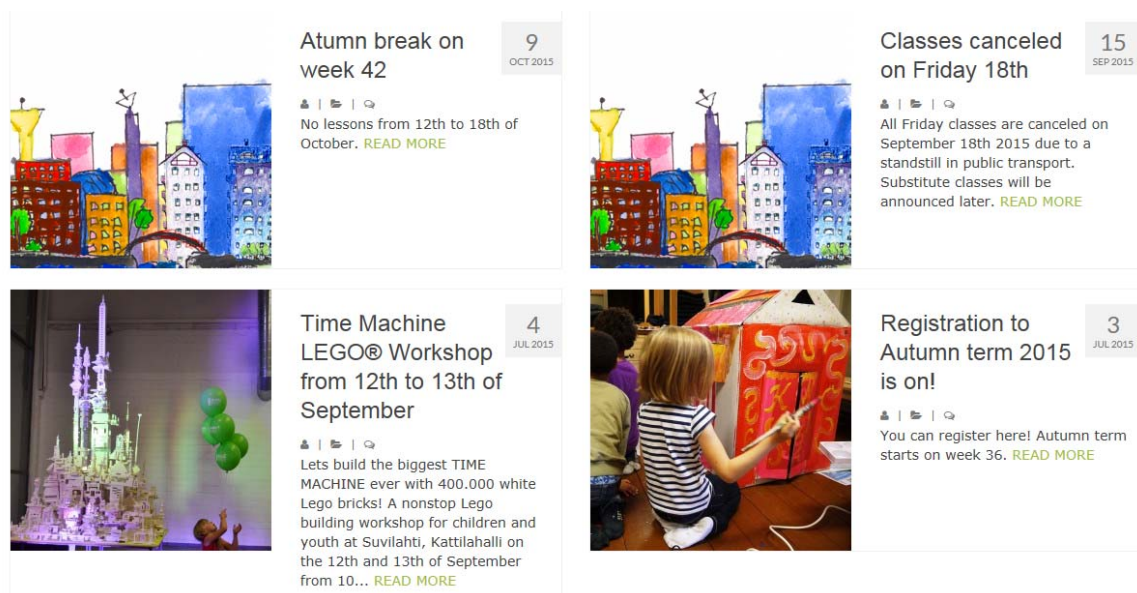 Atumn break on
week 42
9
OCT 2015
No lessons from 12th to 18th of
October. READ MORE
Classes canceled
on Friday 18th
15
SEP 2015
All Friday classes are canceled on
September 18th 2015 due to a
standstill in public transport.
Substitute classes will be
announced later. READ MORE
Time Machine
LEGO® Workshop
from 12th to 13th of
September
4
JUL 2015
Lets build the biggest TIME
MACHINE ever with 400.000 white
Lego bricks! A nonstop Lego
building workshop for children and
youth at Suvilahti, Kattilahalli on
the 12th and 13th of September
from 10... READ MORE
Registration to
Autumn term 2015
is on!
3
JUL 2015
You can register here! Autumn term
starts on week 36. READ MORE